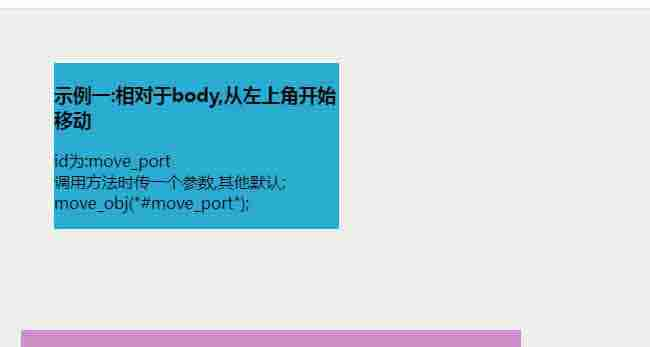 示例一:相对于body,从左上角开始
移动
id为:move_port
调用方法时传一个参数,其他默认;
move_obj("#move_port");